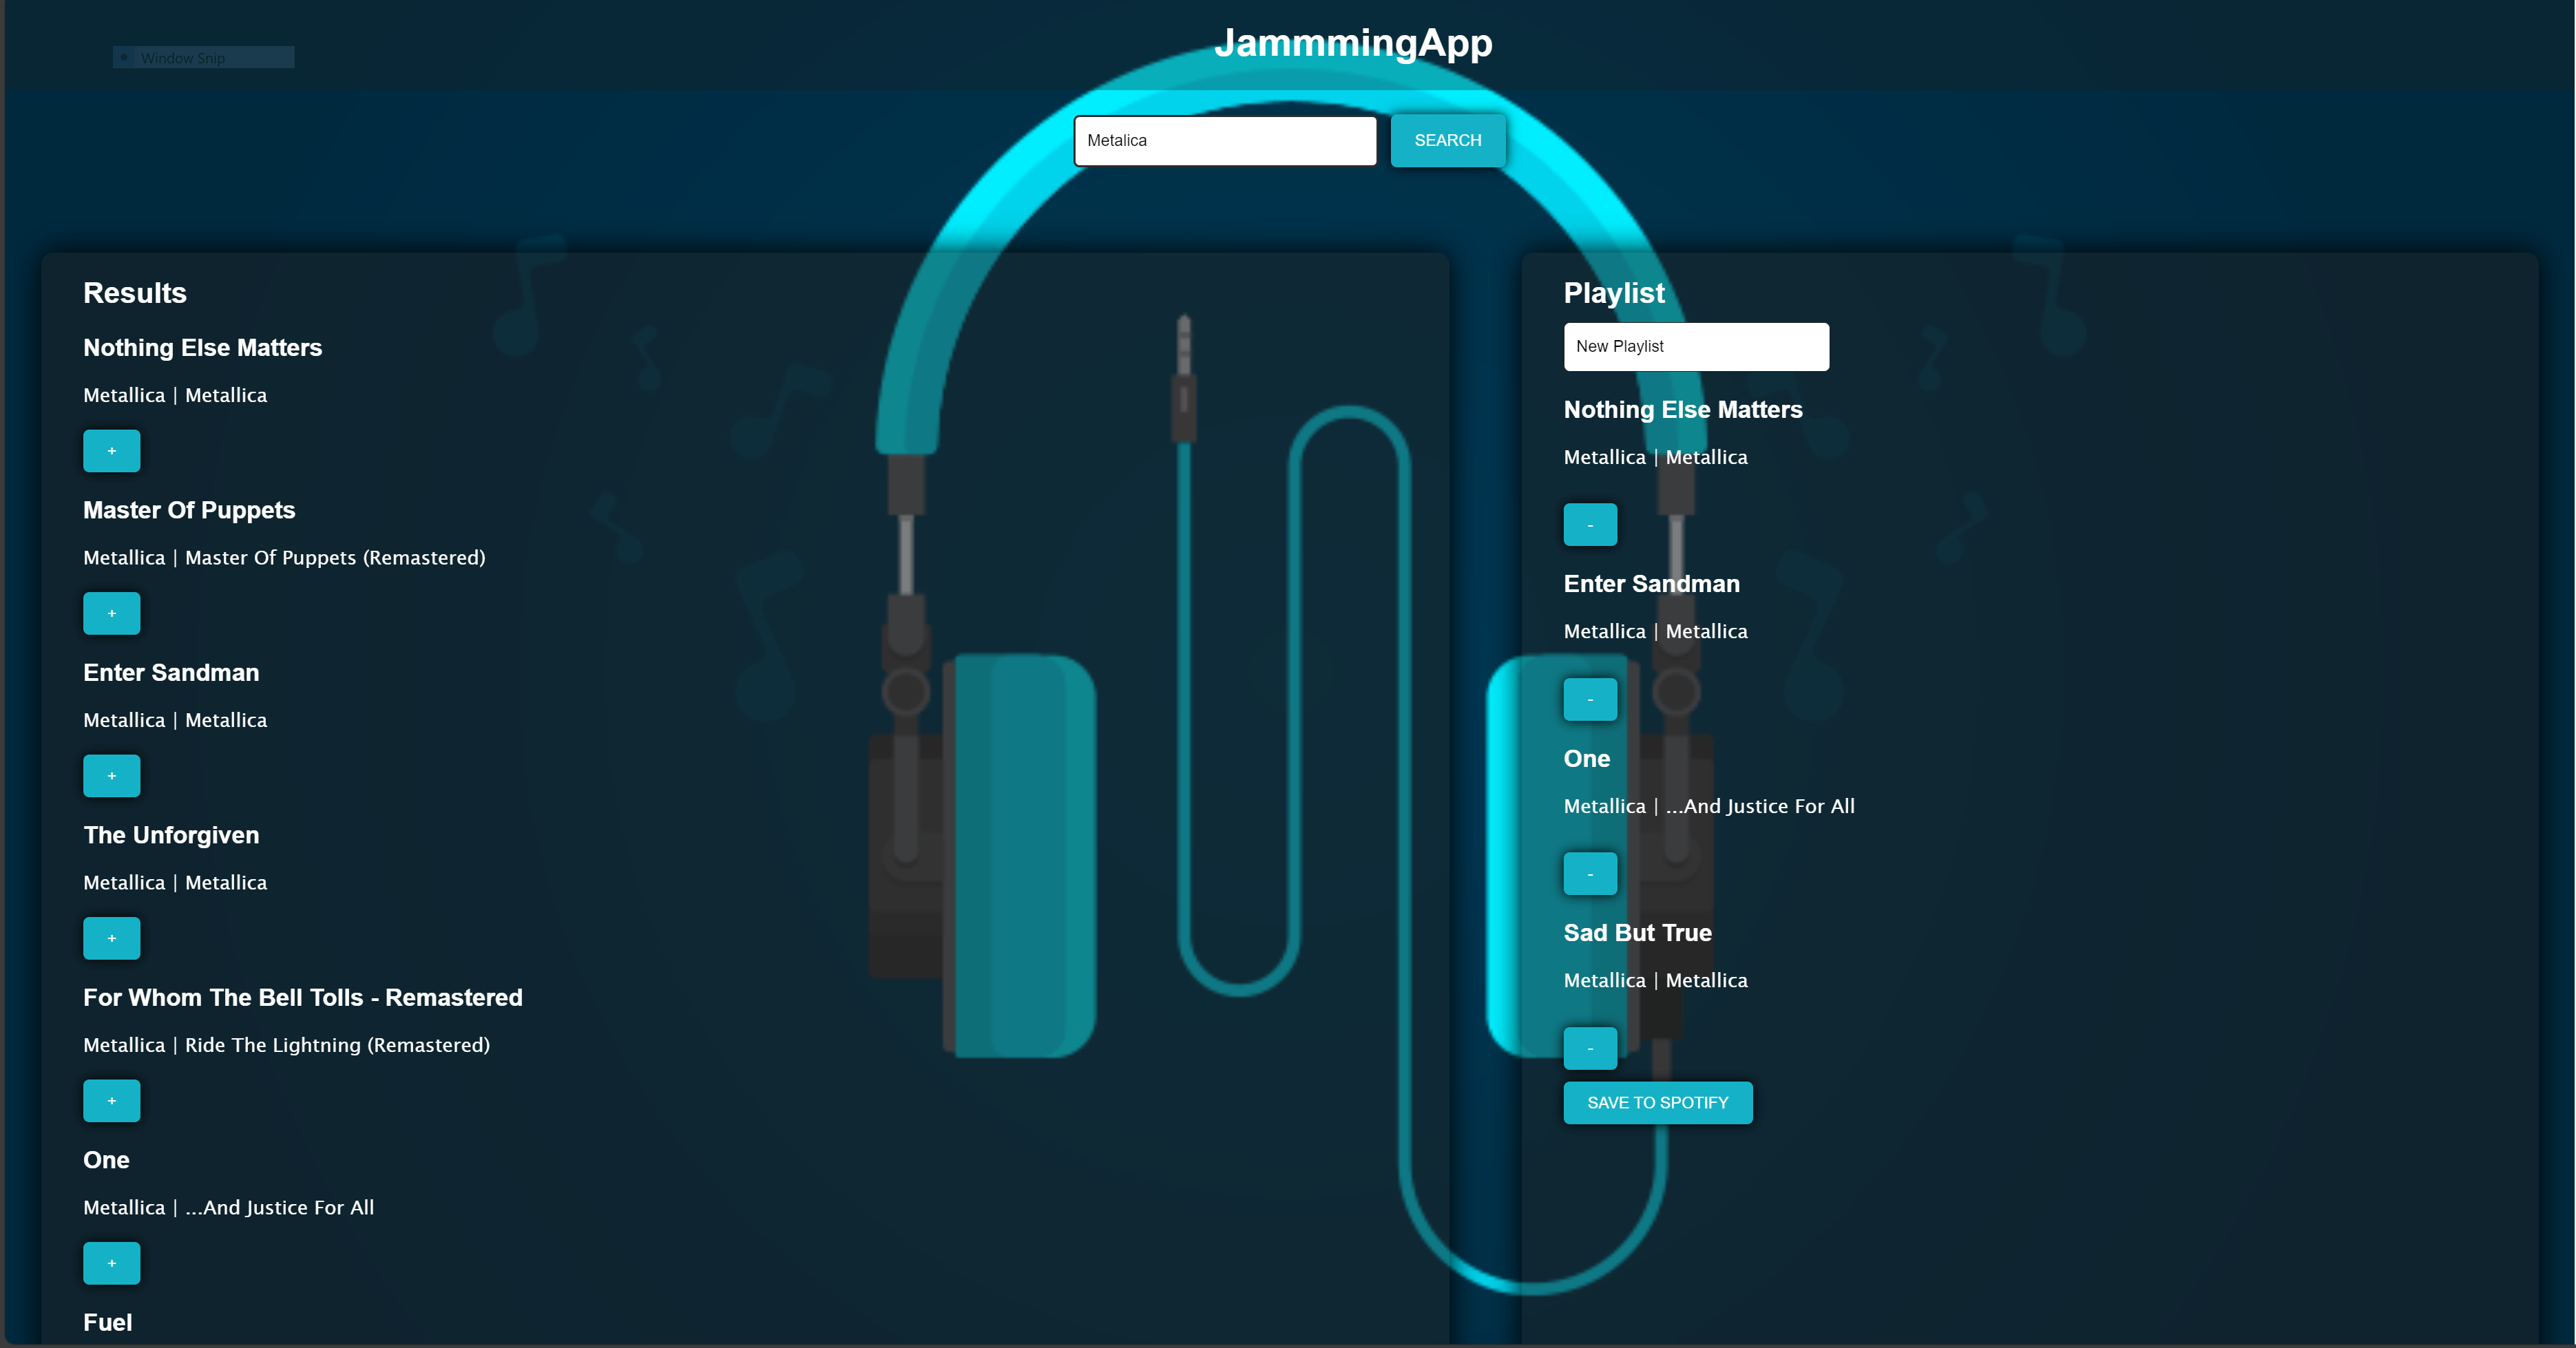 JammmingApp
Window Snip
Metalica
SEARCH
Results
Nothing Else Matters
Metallica | Metallica
+
Master Of Puppets
Metallica | Master Of Puppets (Remastered)
+
Enter Sandman
Metallica | Metallica
+
The Unforgiven
Metallica | Metallica
+
For Whom The Bell Tolls - Remastered
Metallica | Ride The Lightning (Remastered)
+
One
Metallica | ...And Justice For All
+
Fuel
Playlist
New Playlist
Nothing Else Matters
Metallica | Metallica
-
Enter Sandman
Metallica | Metallica
-
One
Metallica | ...And Justice For All
-
Sad But True
Metallica | Metallica
-
SAVE TO SPOTIFY